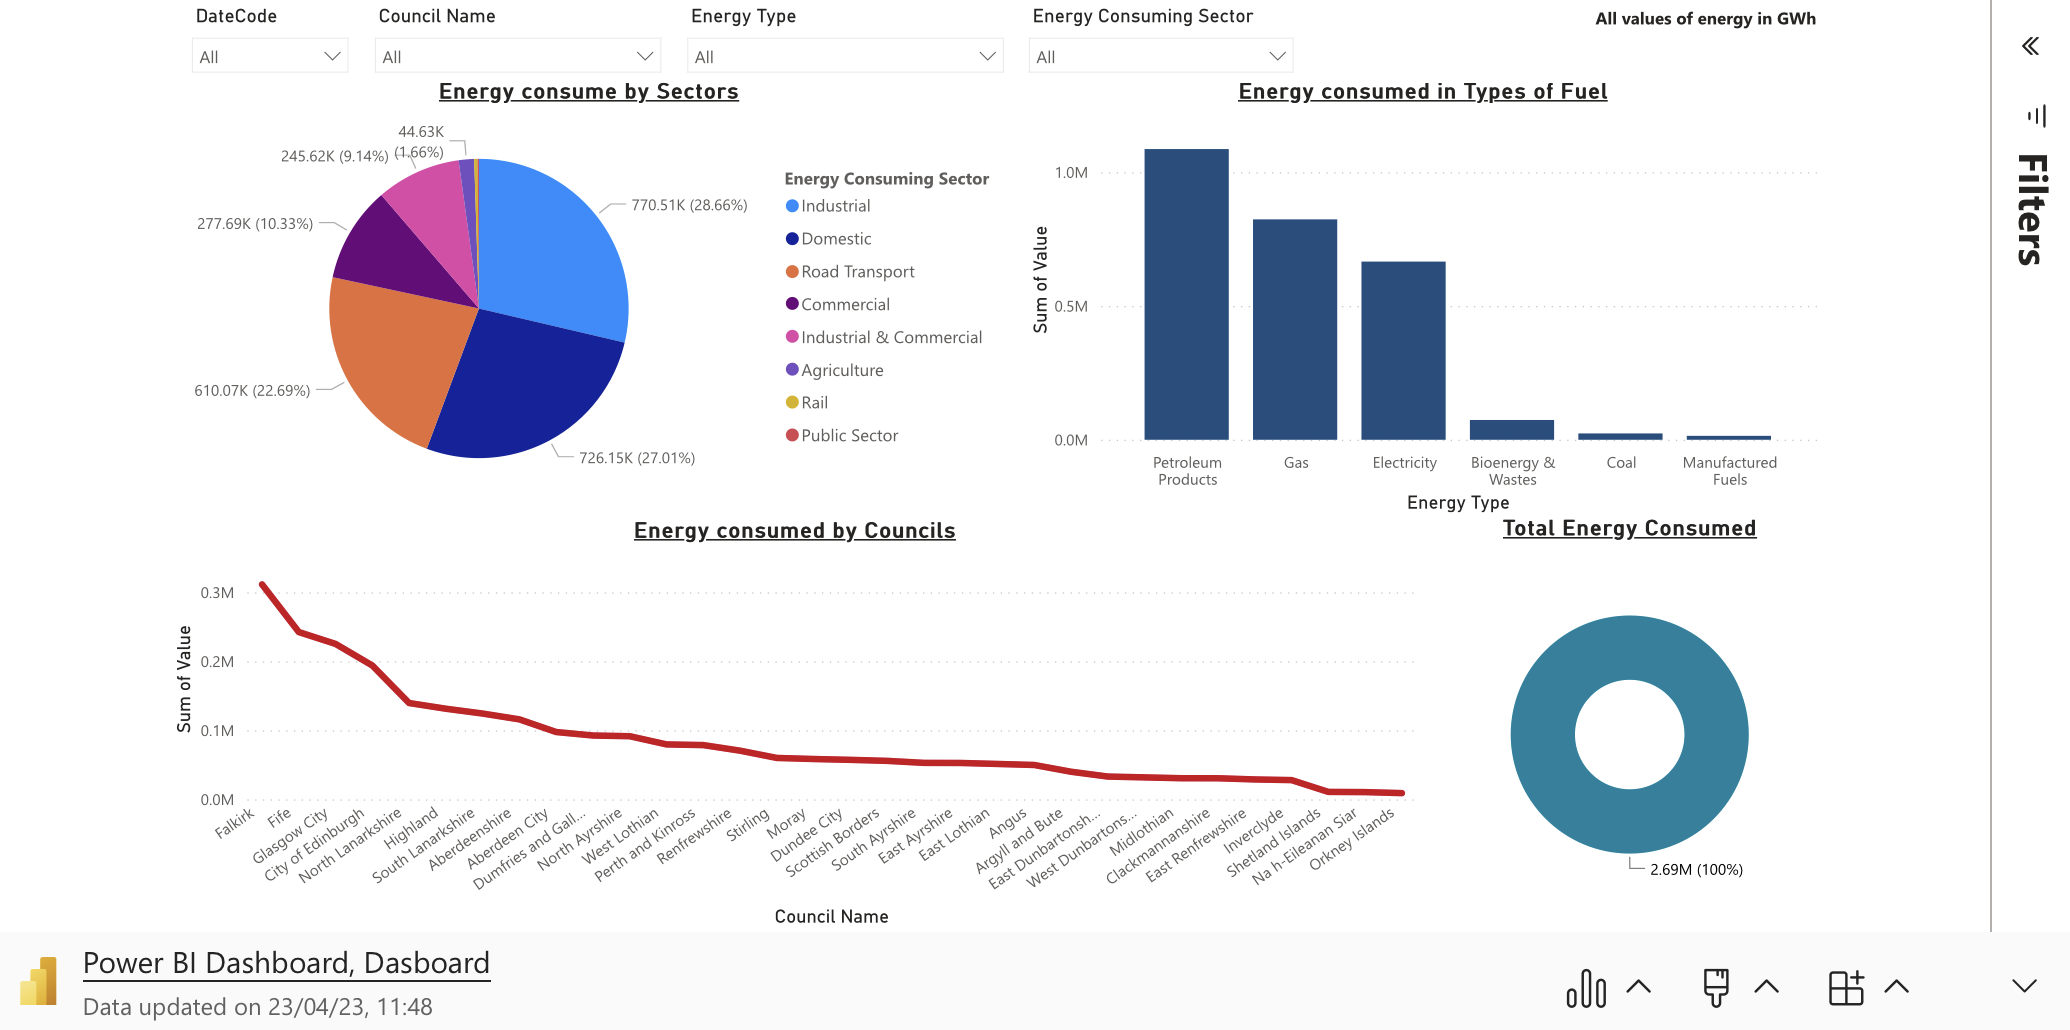 DateCode
Council Name
Energy Type
Energy Consuming Sector
All values of energy in GWh
All
All
All
All
Energy consume by Sectors
44.63K
(1.66%)
245.62K (9.14%)
277.69K (10.33%)
770.51K (28.66%)
610.07K (22.69%)
726.15K (27.01%)
Energy Consuming Sector
Industrial
Domestic
Road Transport
Commercial
Industrial & Commercial
Agriculture
Rail
Public Sector
Energy consumed in Types of Fuel
Sum of Value
1.0M
0.5M
0.0M
Petroleum
Products
Gas
Electricity
Bioenergy &
Wastes
Coal
Manufactured
Fuels
Energy Type
Filters
Energy consumed by Councils
Sum of Value
0.3M
0.2M
0.1M
0.0M
Falkirk
Fife
Glasgow City
City of Edinburgh
North Lanarkshire
Highland
South Lanarkshire
Aberdeenshire
Aberdeen City
Dumfries and Gall...
North Ayrshire
West Lothian
Perth and Kinross
Renfrewshire
Stirling
Moray
Dundee City
Scottish Borders
South Ayrshire
East Ayrshire
East Lothian
Angus
Argyll and Bute
East Dunbartonsh...
West Dunbartons...
Midlothian
Clackmannanshire
East Renfrewshire
Inverclyde
Shetland Islands
Na h-Eileanan Siar
Orkney Islands
Council Name
Total Energy Consumed
2.69M (100%)
Power BI Dashboard, Dasboard
Data updated on 23/04/23, 11:48